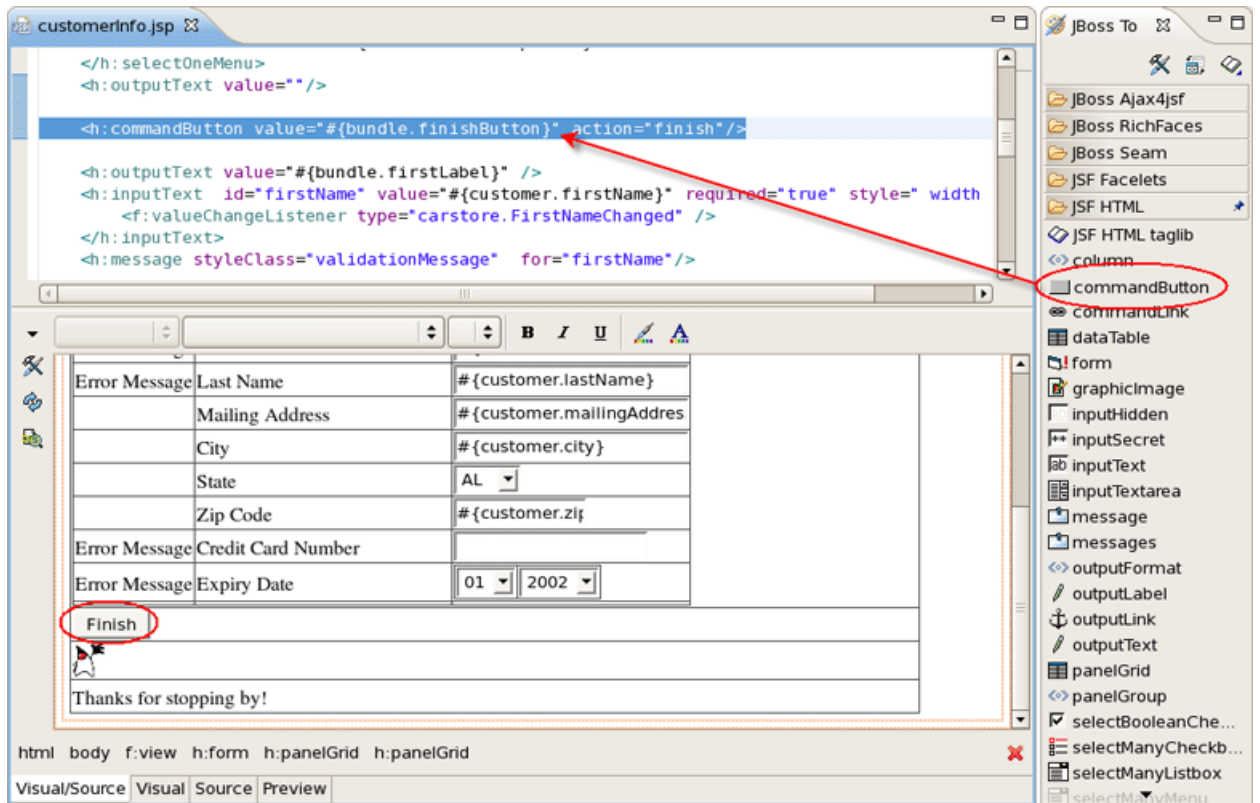 customerInfo.jsp
</h:selectOneMenu>
<h:outputText value=""/>
<h:commandButton value="#{bundle.finishButton}" action="finish"/>
<h:outputText value="#{bundle.firstLabel}" />
<h:inputText  id="firstName" value="#{customer.firstName}" required="true" style=" width
<f:valueChangeListener type="carstore.FirstNameChanged" />
</h:inputText>
<h:message styleClass="validationMessage"  for="firstName"/>
B I U A
Error Message Last Name #{customer.lastName}
Mailing Address #{customer.mailingAddres
City #{customer.city}
State AL
Zip Code #{customer.zip
Error Message Credit Card Number
Error Message Expiry Date 01 2002
Finish
Thanks for stopping by!
html body f:view h:form h:panelGrid h:panelGrid
Visual/Source Visual Source Preview
JBoss To
JBoss Ajax4jsf
JBoss RichFaces
JBoss Seam
JSF Facelets
JSF HTML
JSF HTML taglib
column
commandButton
commandLink
dataTable
form
graphicImage
inputHidden
inputSecret
inputText
inputTextarea
message
messages
outputFormat
outputLabel
outputLink
outputText
panelGrid
panelGroup
selectBooleanChe...
selectManyCheckb...
selectManyListbox
selectManyMenu